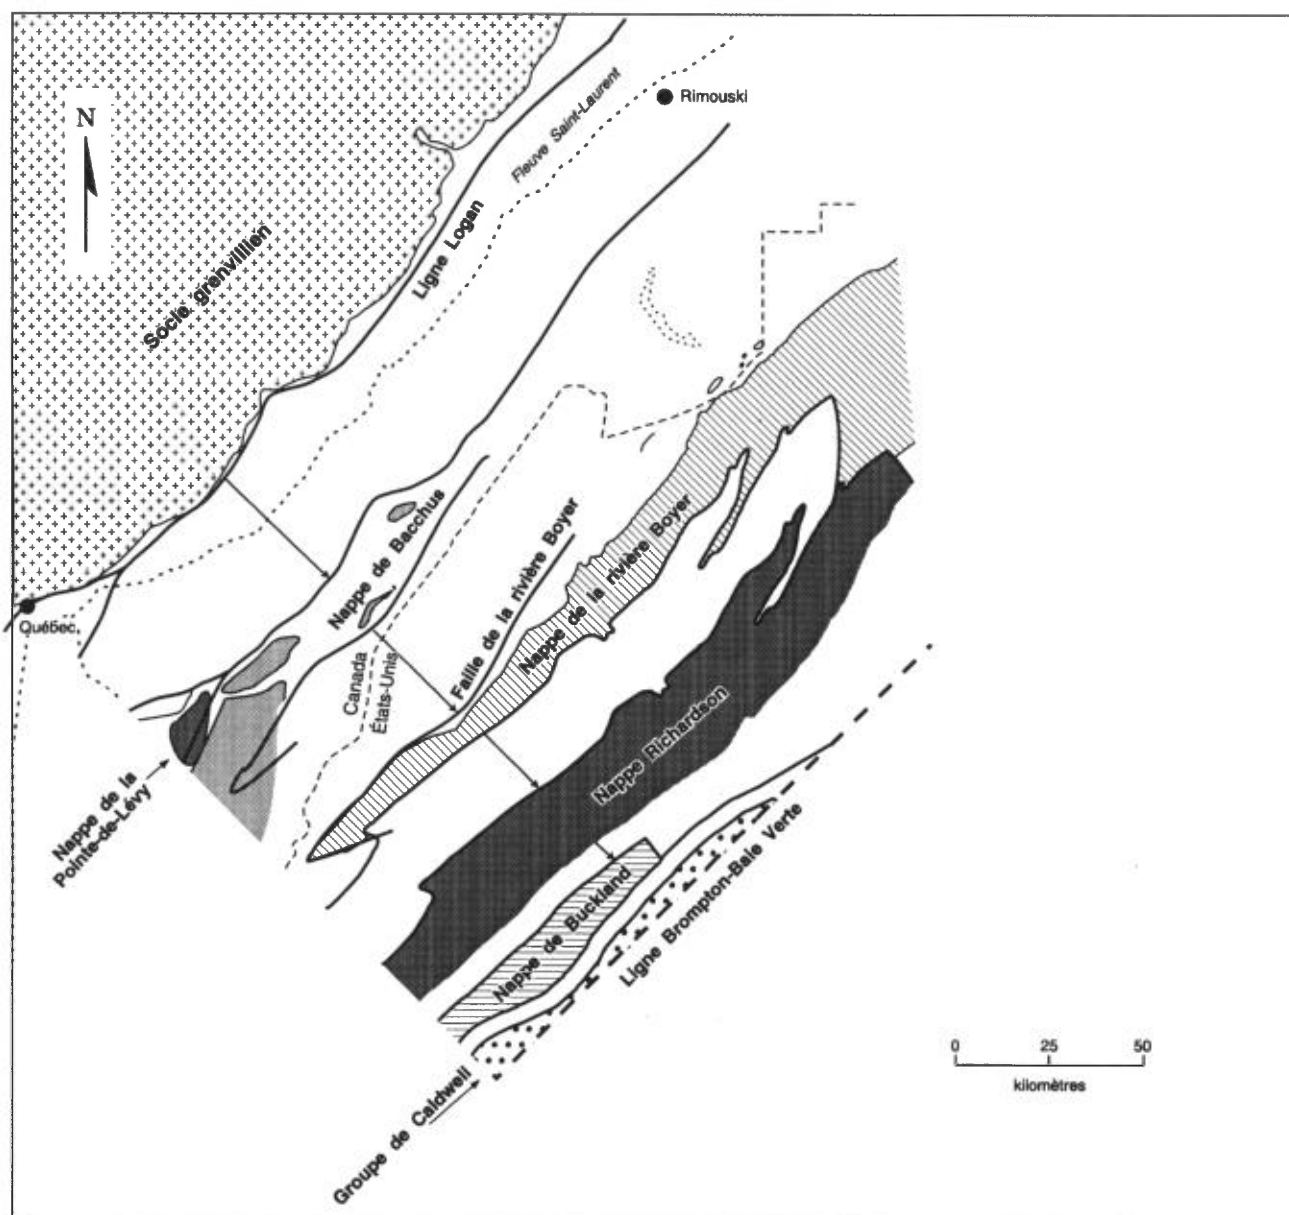 N
Rimouski
Fleuve Saint-Laurent
Ligne Logan
Socle grenvillien
Québec
Nappe de Bacchus
Canada
États-Unis
Faille de la rivière Boyer
Nappe de la rivière Boyer
Nappe Richardson
Nappe de la
Pointe-de-Lévy
Nappe de Buckland
Ligne Brompton-Baie Verte
Groupe de Caldwell
0 25 50
kilomètres